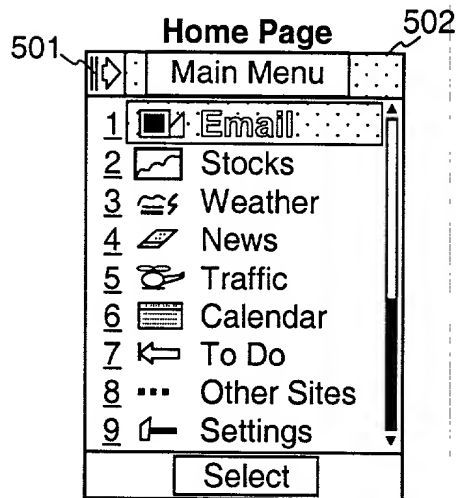 Home Page
501
502
Main Menu
1 Email
2 Stocks
3 Weather
4 News
5 Traffic
6 Calendar
7 To Do
8 Other Sites
9 Settings
Select